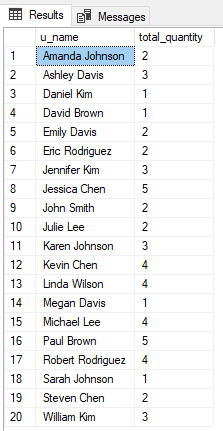 Results Messages
u_name total_quantity
1 Amanda Johnson 2
2 Ashley Davis 3
3 Daniel Kim 1
4 David Brown 1
5 Emily Davis 2
6 Eric Rodriguez 2
7 Jennifer Kim 3
8 Jessica Chen 5
9 John Smith 2
10 Julie Lee 2
11 Karen Johnson 3
12 Kevin Chen 4
13 Linda Wilson 4
14 Megan Davis 1
15 Michael Lee 4
16 Paul Brown 5
17 Robert Rodriguez 4
18 Sarah Johnson 1
19 Steven Chen 2
20 William Kim 3